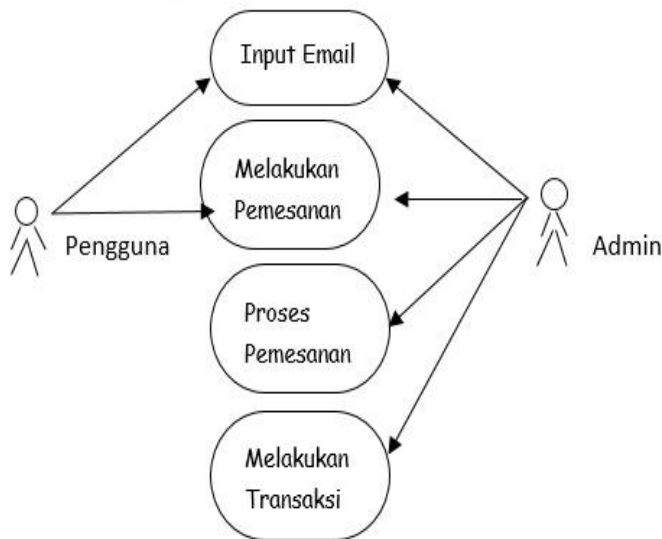 Input Email
Melakukan
Pemesanan
Pengguna
Admin
Proses
Pemesanan
Melakukan
Transaksi